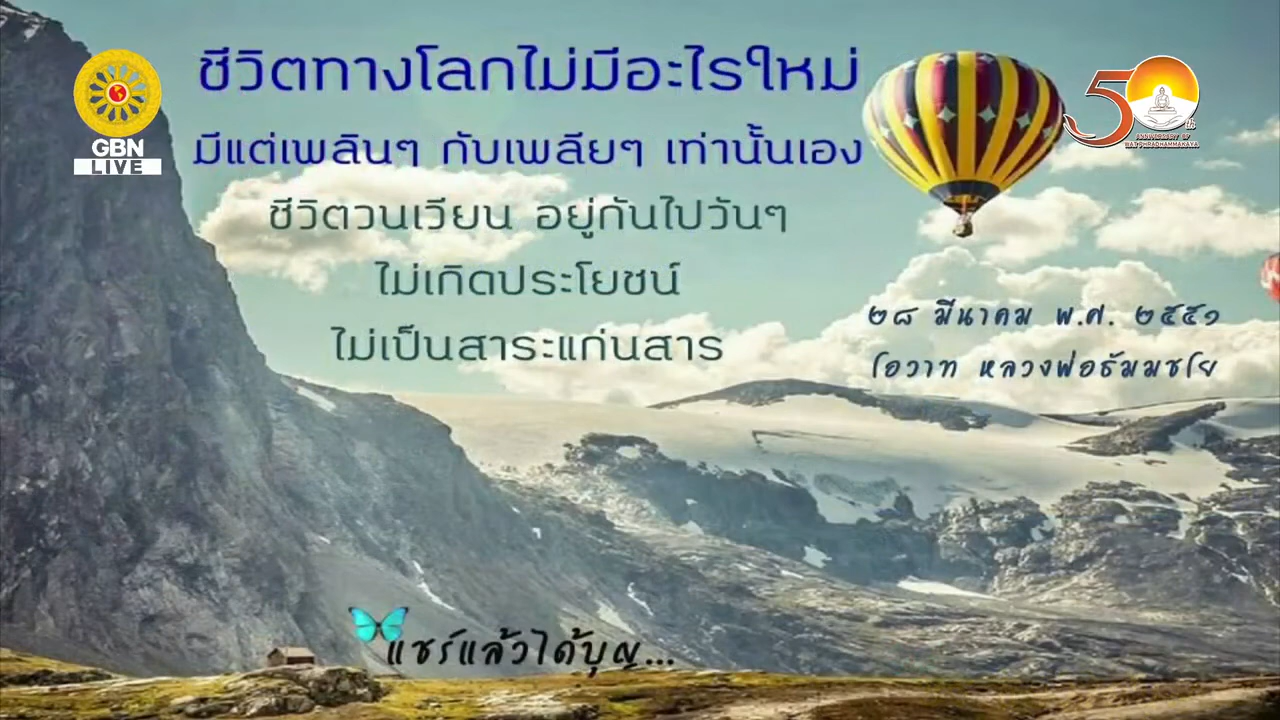 ชีวิตทางโลกไม่มีอะไรใหม่
มีแต่เพลินๆ กับเพลียๆ เท่านั้นเอง
ชีวิตวนเวียน อยู่กันไปวันๆ
ไม่เกิดประโยชน์
ไม่เป็นสาระแก่นสาร
๒๘ มีนาคม พ.ศ. ๒๕๕๑
โอวาท หลวงพ่อธัมมชโย
แชร์แล้วได้บุญ...
GBN
LIVE
50th
ANNIVERSARY OF
WAT PHRADHAMMAKAYA